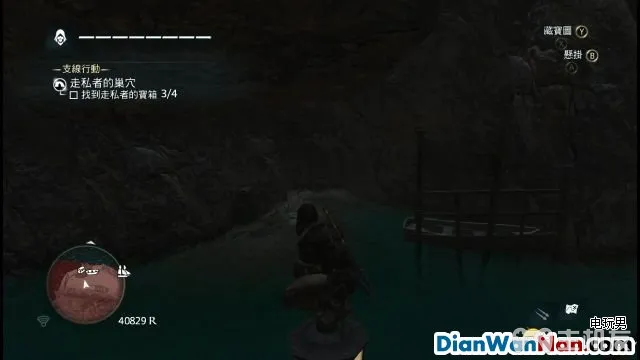 藏寶圖 Y
懸掛 B
A
支線行動
走私者的巢穴
找到走私者的寶箱 3/4
40829 R
电玩男
DianWanNan.com